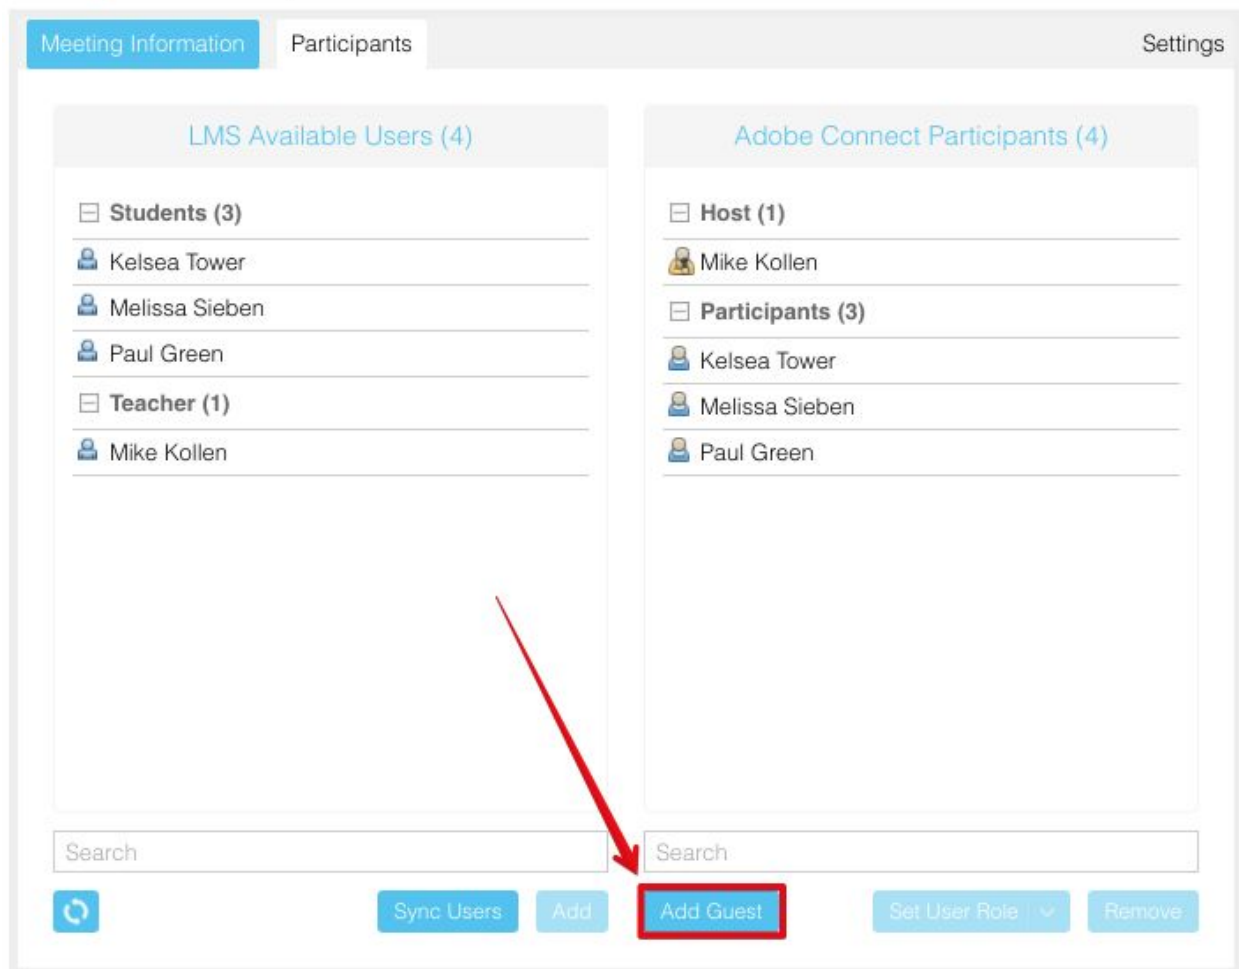 Meeting Information
Participants
Settings
LMS Available Users (4)
Students (3)
Kelsea Tower
Melissa Sieben
Paul Green
Teacher (1)
Mike Kollen
Search
Sync Users
Add
Adobe Connect Participants (4)
Host (1)
Mike Kollen
Participants (3)
Kelsea Tower
Melissa Sieben
Paul Green
Search
Add Guest
Set User Role
Remove